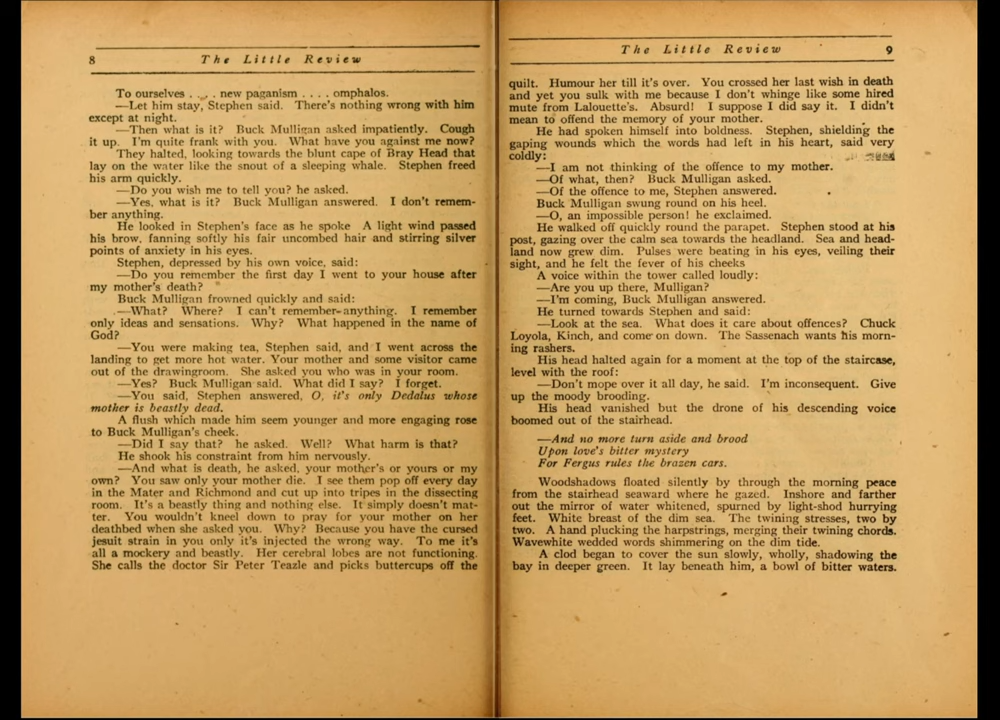 8 The Little Review
To ourselves . . . . new paganism . . . . omphalos.
—Let him stay, Stephen said. There's nothing wrong with him
except at night.
—Then what is it? Buck Mulligan asked impatiently. Cough
it up. I'm quite frank with you. What have you against me now?
They halted, looking towards the blunt cape of Bray Head that
lay on the water like the snout of a sleeping whale. Stephen freed
his arm quickly.
—Do you wish me to tell you? he asked.
—Yes, what is it? Buck Mulligan answered. I don't remem-
ber anything.
He looked in Stephen's face as he spoke A light wind passed
his brow, fanning softly his fair uncombed hair and stirring silver
points of anxiety in his eyes.
Stephen, depressed by his own voice, said:
—Do you remember the first day I went to your house after
my mother's death?
Buck Mulligan frowned quickly and said:
—What? Where? I can't remember anything. I remember
only ideas and sensations. Why? What happened in the name of
God?
—You were making tea, Stephen said, and I went across the
landing to get more hot water. Your mother and some visitor came
out of the drawingroom. She asked you who was in your room.
—Yes? Buck Mulligan said. What did I say? I forget.
—You said, Stephen answered, O, it's only Dedalus whose
mother is beastly dead.
A flush which made him seem younger and more engaging rose
to Buck Mulligan's cheek.
—Did I say that? he asked. Well? What harm is that?
He shook his constraint from him nervously.
—And what is death, he asked, your mother's or yours or my
own? You saw only your mother die. I see them pop off every day
in the Mater and Richmond and cut up into tripes in the dissecting
room. It's a beastly thing and nothing else. It simply doesn't mat-
ter. You wouldn't kneel down to pray for your mother on her
deathbed when she asked you. Why? Because you have the cursed
jesuit strain in you only it's injected the wrong way. To me it's
all a mockery and beastly. Her cerebral lobes are not functioning.
She calls the doctor Sir Peter Teazle and picks buttercups off the
The Little Review 9
quilt. Humour her till it's over. You crossed her last wish in death
and yet you sulk with me because I don't whinge like some hired
mute from Lalouette's. Absurd! I suppose I did say it. I didn't
mean to offend the memory of your mother.
He had spoken himself into boldness. Stephen, shielding the
gaping wounds which the words had left in his heart, said very
coldly:
—I am not thinking of the offence to my mother.
—Of what, then? Buck Mulligan asked.
—Of the offence to me, Stephen answered.
Buck Mulligan swung round on his heel.
—O, an impossible person! he exclaimed.
He walked off quickly round the parapet. Stephen stood at his
post, gazing over the calm sea towards the headland. Sea and head-
land now grew dim. Pulses were beating in his eyes, veiling their
sight, and he felt the fever of his cheeks
A voice within the tower called loudly:
—Are you up there, Mulligan?
—I'm coming, Buck Mulligan answered.
He turned towards Stephen and said:
—Look at the sea. What does it care about offences? Chuck
Loyola, Kinch, and come on down. The Sassenach wants his morn-
ing rashers.
His head halted again for a moment at the top of the staircase,
level with the roof:
—Don't mope over it all day, he said. I'm inconsequent. Give
up the moody brooding.
His head vanished but the drone of his descending voice
boomed out of the stairhead.
—And no more turn aside and brood
Upon love's bitter mystery
For Fergus rules the brazen cars.
Woodshadows floated silently by through the morning peace
from the stairhead seaward where he gazed. Inshore and farther
out the mirror of water whitened, spurned by light-shod hurrying
feet. White breast of the dim sea. The twining stresses, two by
two. A hand plucking the harpstrings, merging their twining chords.
Wavewhite wedded words shimmering on the dim tide.
A clod began to cover the sun slowly, wholly, shadowing the
bay in deeper green. It lay beneath him, a bowl of bitter waters.